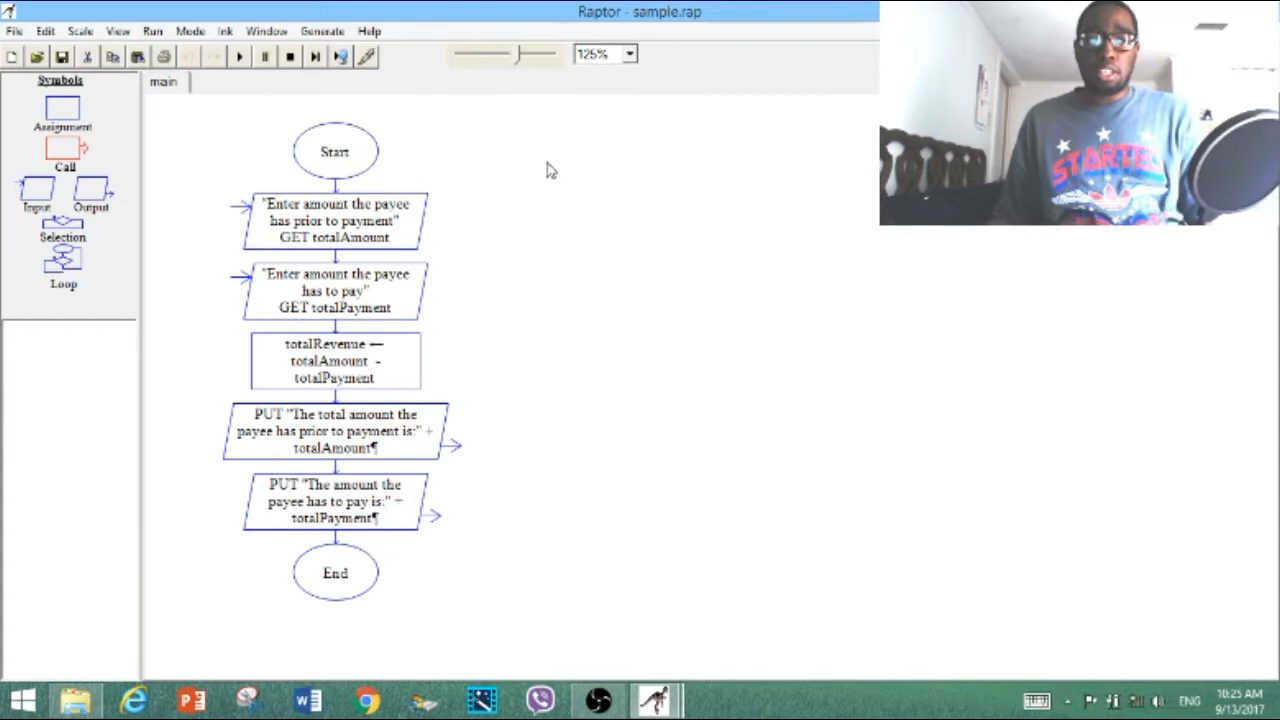 Raptor - sample.rap
File Edit Scale View Run Mode Ink Window Generate Help
125%
Symbols
main
Assignment
Call
Input Output
Selection
Loop
Start
"Enter amount the payee
has prior to payment"
GET totalAmount
"Enter amount the payee
has to pay"
GET totalPayment
totalRevenue ←
totalAmount -
totalPayment
PUT "The total amount the
payee has prior to payment is:" +
totalAmount¶
PUT "The amount the
payee has to pay is:" +
totalPayment¶
End
STARTED
ENG
10:25 AM
9/13/2017